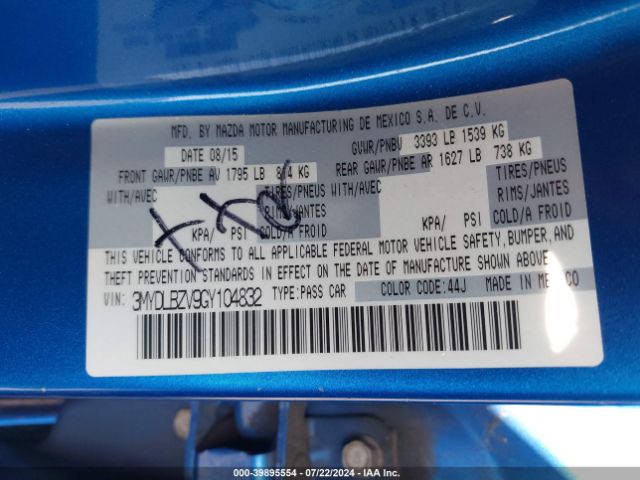 MFD. BY MAZDA MOTOR MANUFACTURING DE MEXICO S.A. DE C.V.
DATE 08/15 GVWR/PNBV 3393 LB 1539 KG
FRONT GAWR/PNBE AV 1795 LB 814 KG REAR GAWR/PNBE AR 1627 LB 738 KG
WITH/AVEC TIRES/PNEUS WITH/AVEC TIRES/PNEUS
RIMS/JANTES RIMS/JANTES
KPA/ PSI COLD/A FROID KPA/ PSI COLD/A FROID
THIS VEHICLE CONFORMS TO ALL APPLICABLE FEDERAL MOTOR VEHICLE SAFETY, BUMPER, AND
THEFT PREVENTION STANDARDS IN EFFECT ON THE DATE OF MANUFACTURE SHOWN ABOVE
VIN: 3MYDLBZV9GY104832 TYPE:PASS CAR COLOR CODE:44J MADE IN MEXICO
000-39895554 / 07/22/2024 / IAA Inc.